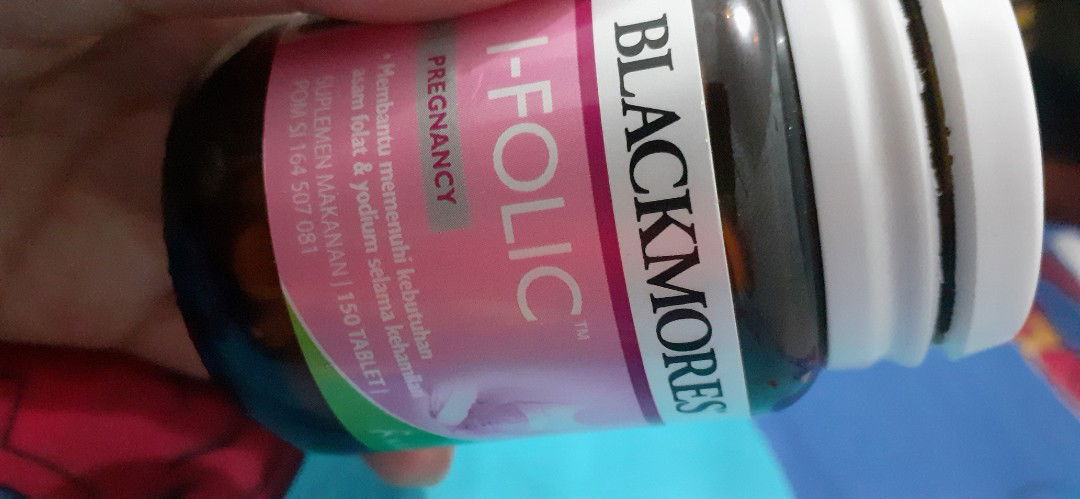 BLACKMORES
I-FOLIC™
PREGNANCY
• Membantu memenuhi kebutuhan
asam folat & yodium selama kehamilan
SUPLEMEN MAKANAN | 150 TABLET |
POM SI 164 507 081